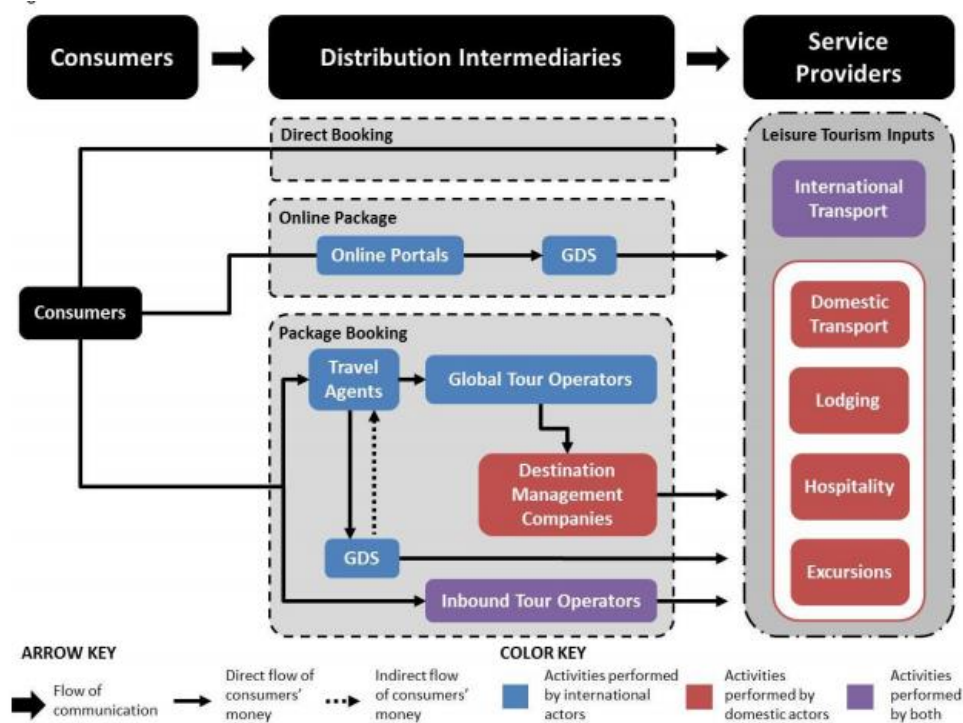 Consumers
Distribution Intermediaries
Service
Providers
Direct Booking
Leisure Tourism Inputs
International
Transport
Online Package
Online Portals
GDS
Consumers
Domestic
Transport
Package Booking
Travel
Agents
Global Tour Operators
Lodging
Destination
Management
Companies
Hospitality
GDS
Excursions
Inbound Tour Operators
ARROW KEY
Flow of
communication
Direct flow of
consumers'
money
Indirect flow
of consumers'
money
COLOR KEY
Activities performed
by international
actors
Activities
performed by
domestic actors
Activities
performed
by both